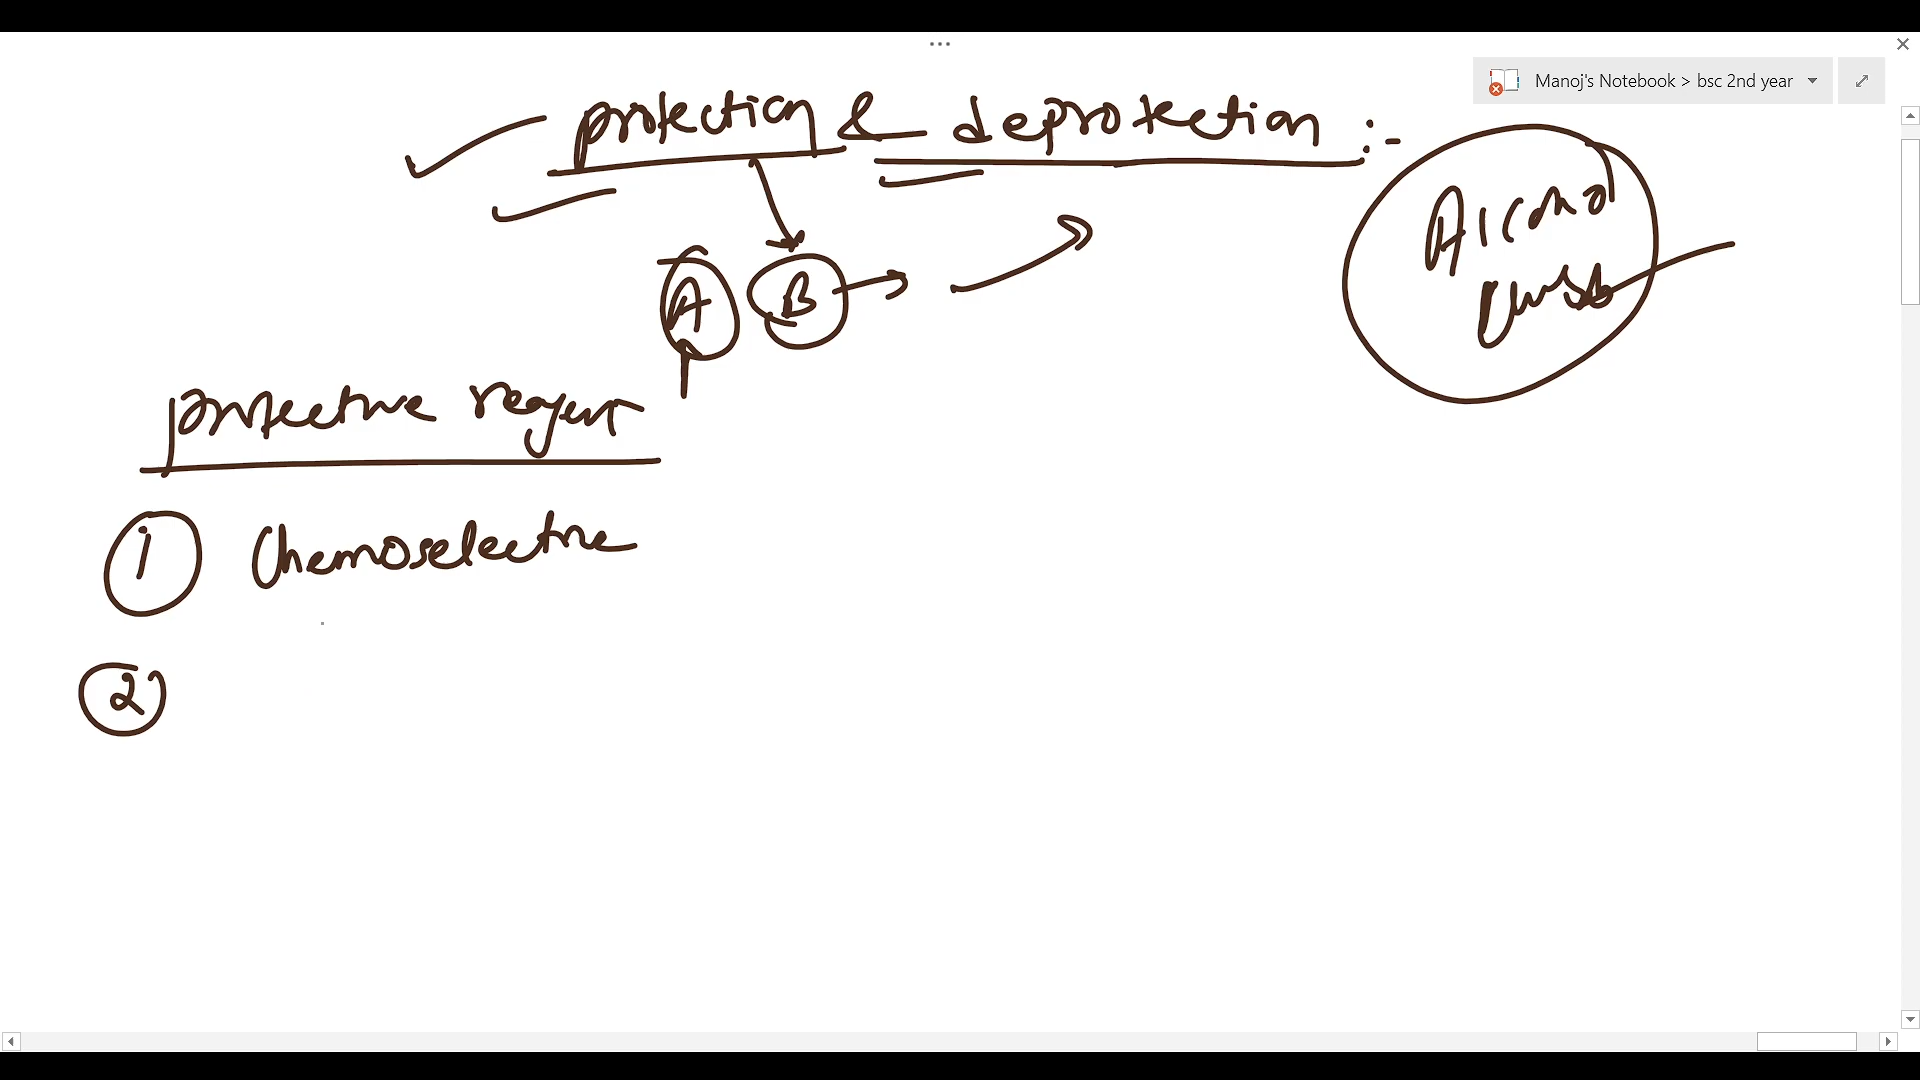 ...
Manoj's Notebook > bsc 2nd year
protection & deprotection :-
Alcohol
A B
protective reagent
1 Chemoselective
2